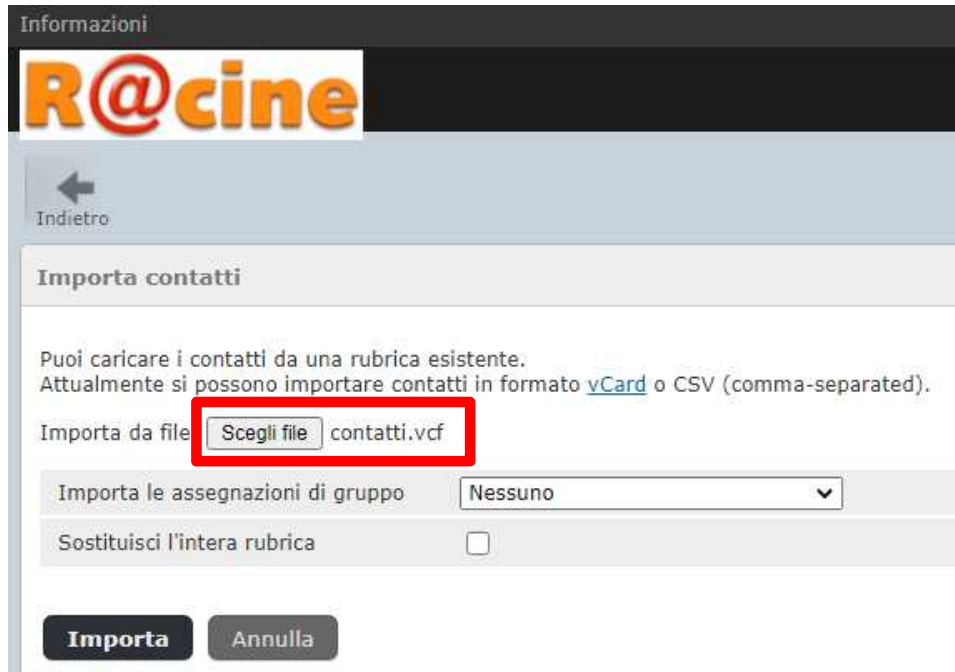 Informazioni
R@cine
Indietro
Importa contatti
Puoi caricare i contatti da una rubrica esistente.
Attualmente si possono importare contatti in formato vCard o CSV (comma-separated).
Importa da file Scegli file contatti.vcf
Importa le assegnazioni di gruppo Nessuno
Sostituisci l'intera rubrica
Importa Annulla